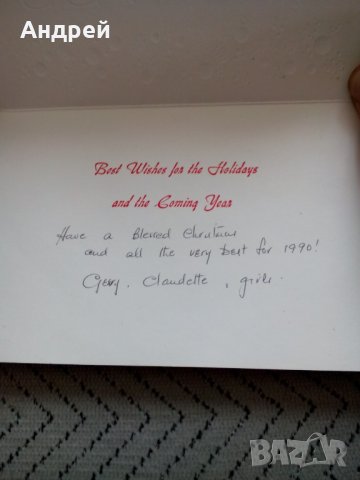 Андрей
Best Wishes for the Holidays
and the Coming Year
Have a Blessed Christmas
and all the very best for 1990!
Gerry, Claudette, girls.
BAZAR